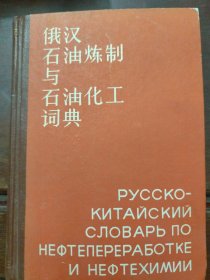 俄汉
石油炼制
与
石油化工
词典
РУССКО-
КИТАЙСКИЙ
СЛОВАРЬ ПО
НЕФТЕПЕРЕРАБОТКЕ
И НЕФТЕХИМИИ